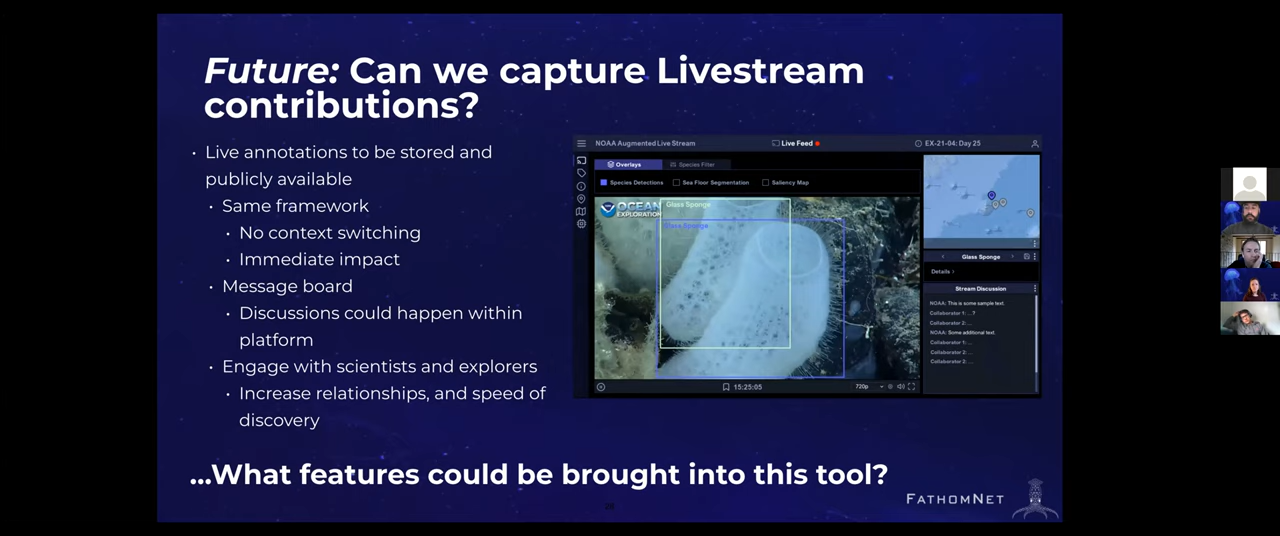 Future: Can we capture Livestream
contributions?
• Live annotations to be stored and
publicly available
• Same framework
• No context switching
• Immediate impact
• Message board
• Discussions could happen within
platform
• Engage with scientists and explorers
• Increase relationships, and speed of
discovery
...What features could be brought into this tool?
NOAA Augmented Live Stream
Live Feed
EX-21-04: Day 25
Overlays
Species Filter
Species Detections
Sea Floor Segmentation
Saliency Map
OCEAN
EXPLORATION
Glass Sponge
Glass Sponge
15:25:05
720p
Glass Sponge
Details >
Stream Discussion
NOAA: This is some sample text.
Collaborator 1: ...?
Collaborator 2: ...
NOAA: Some additional text.
Collaborator 1: ...
Collaborator 2: ...
Collaborator 2: ...
FATHOMNET